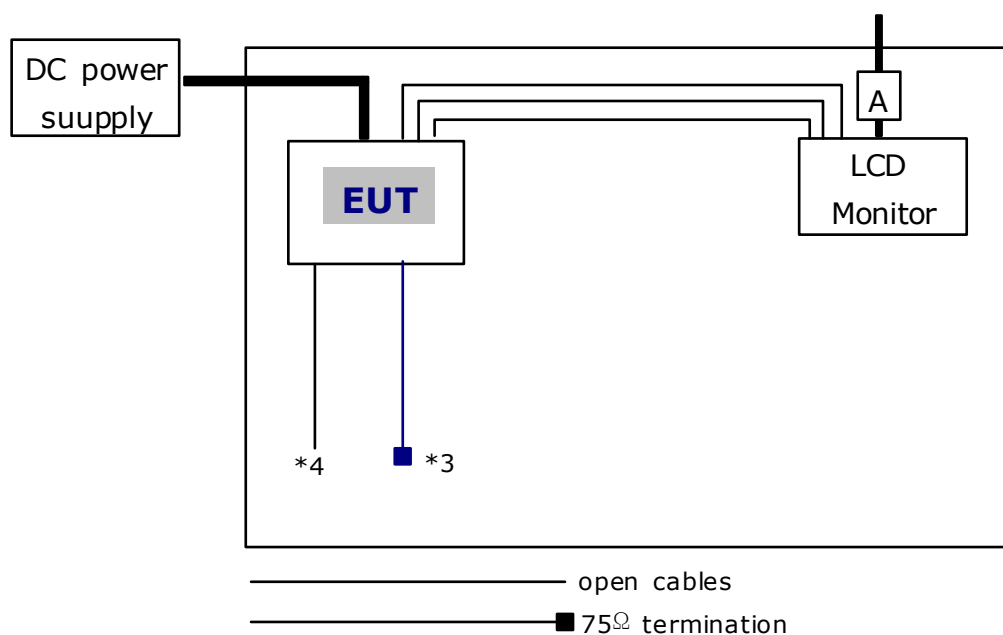 DC power
suupply
A
LCD
Monitor
EUT
*4
*3
open cables
75Ω termination